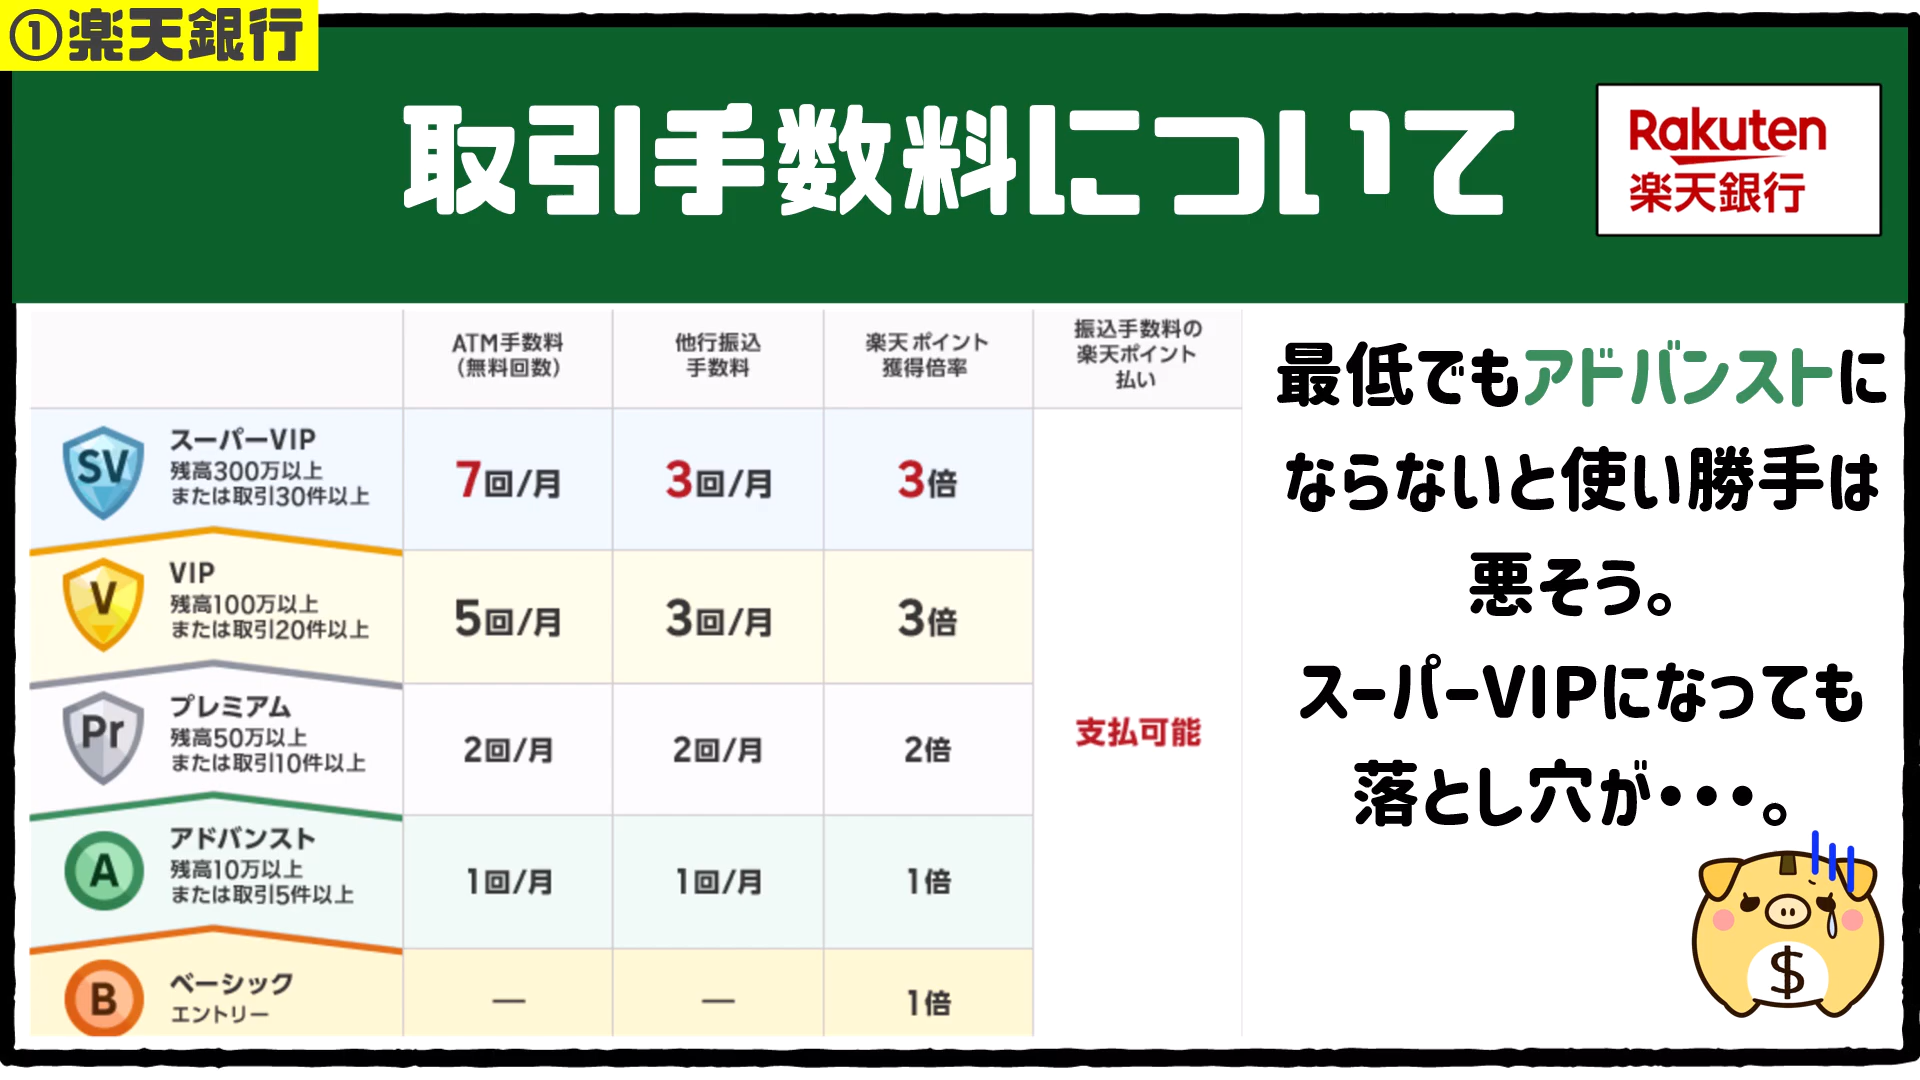 ①楽天銀行
取引手数料について
Rakuten
楽天銀行
ATM手数料
（無料回数）
他行振込
手数料
楽天ポイント
獲得倍率
振込手数料の
楽天ポイント
払い
SV
スーパーVIP
残高300万以上
または取引30件以上
7回/月
3回/月
3倍
V
VIP
残高100万以上
または取引20件以上
5回/月
3回/月
3倍
Pr
プレミアム
残高50万以上
または取引10件以上
2回/月
2回/月
2倍
支払可能
A
アドバンスト
残高10万以上
または取引5件以上
1回/月
1回/月
1倍
B
ベーシック
エントリー
—
—
1倍
最低でもアドバンストに
ならないと使い勝手は
悪そう。
スーパーVIPになっても
落とし穴が・・・。
$